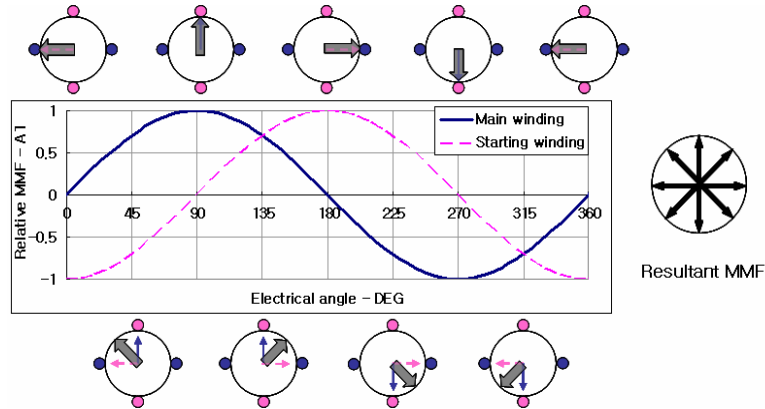 1
Main winding
Starting winding
0.5
Relative MMF - AT
0
0 45 90 135 180 225 270 315 360
-0.5
-1
Electrical angle - DEG
Resultant MMF